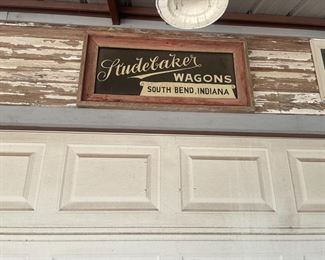 Studebaker
WAGONS
SOUTH BEND, INDIANA